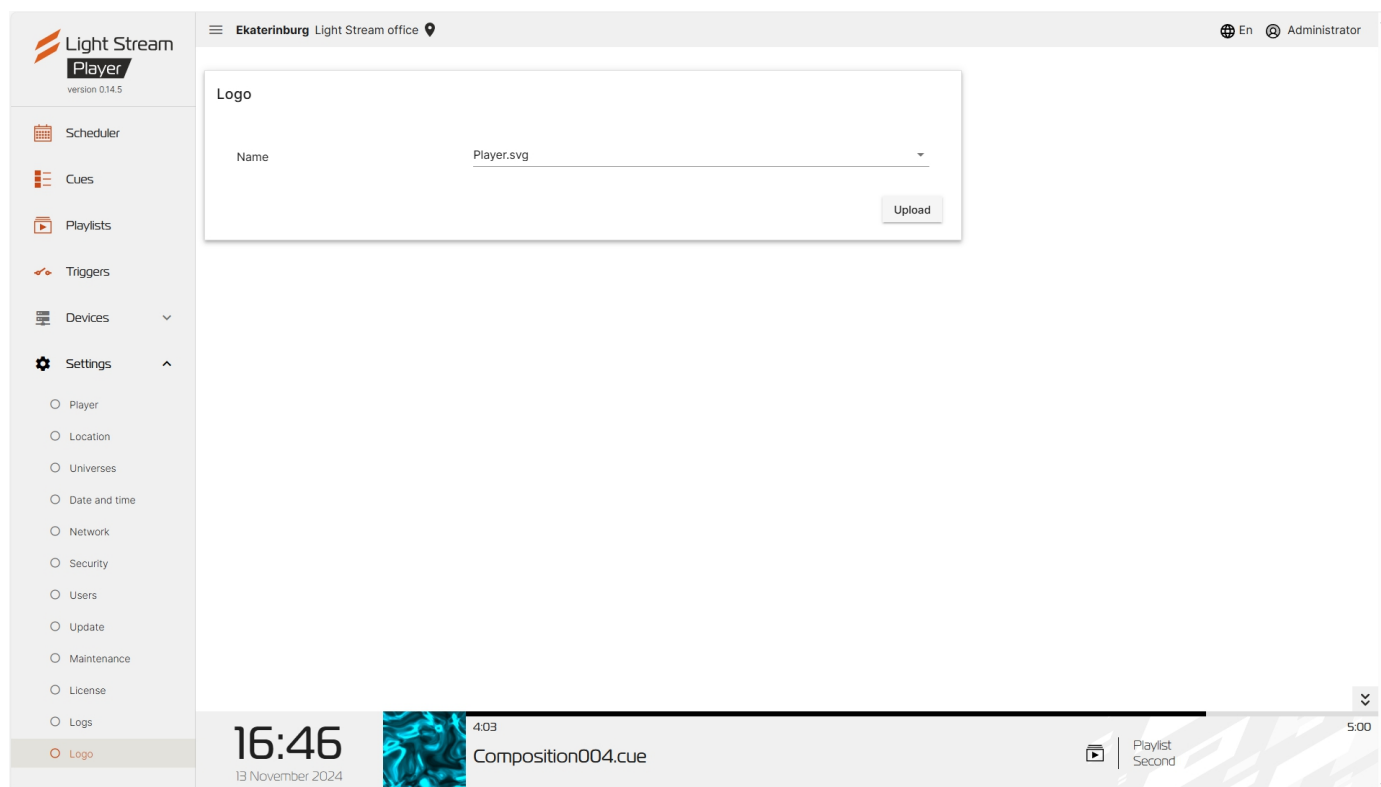 Light Stream
Player
version 0.14.5
Ekaterinburg Light Stream office
En
Administrator
Scheduler
Cues
Playlists
Triggers
Devices
Settings
Player
Location
Universes
Date and time
Network
Security
Users
Update
Maintenance
License
Logs
Logo
Logo
Name
Player.svg
Upload
16:46
13 November 2024
4:03
5:00
Composition004.cue
Playlist
Second